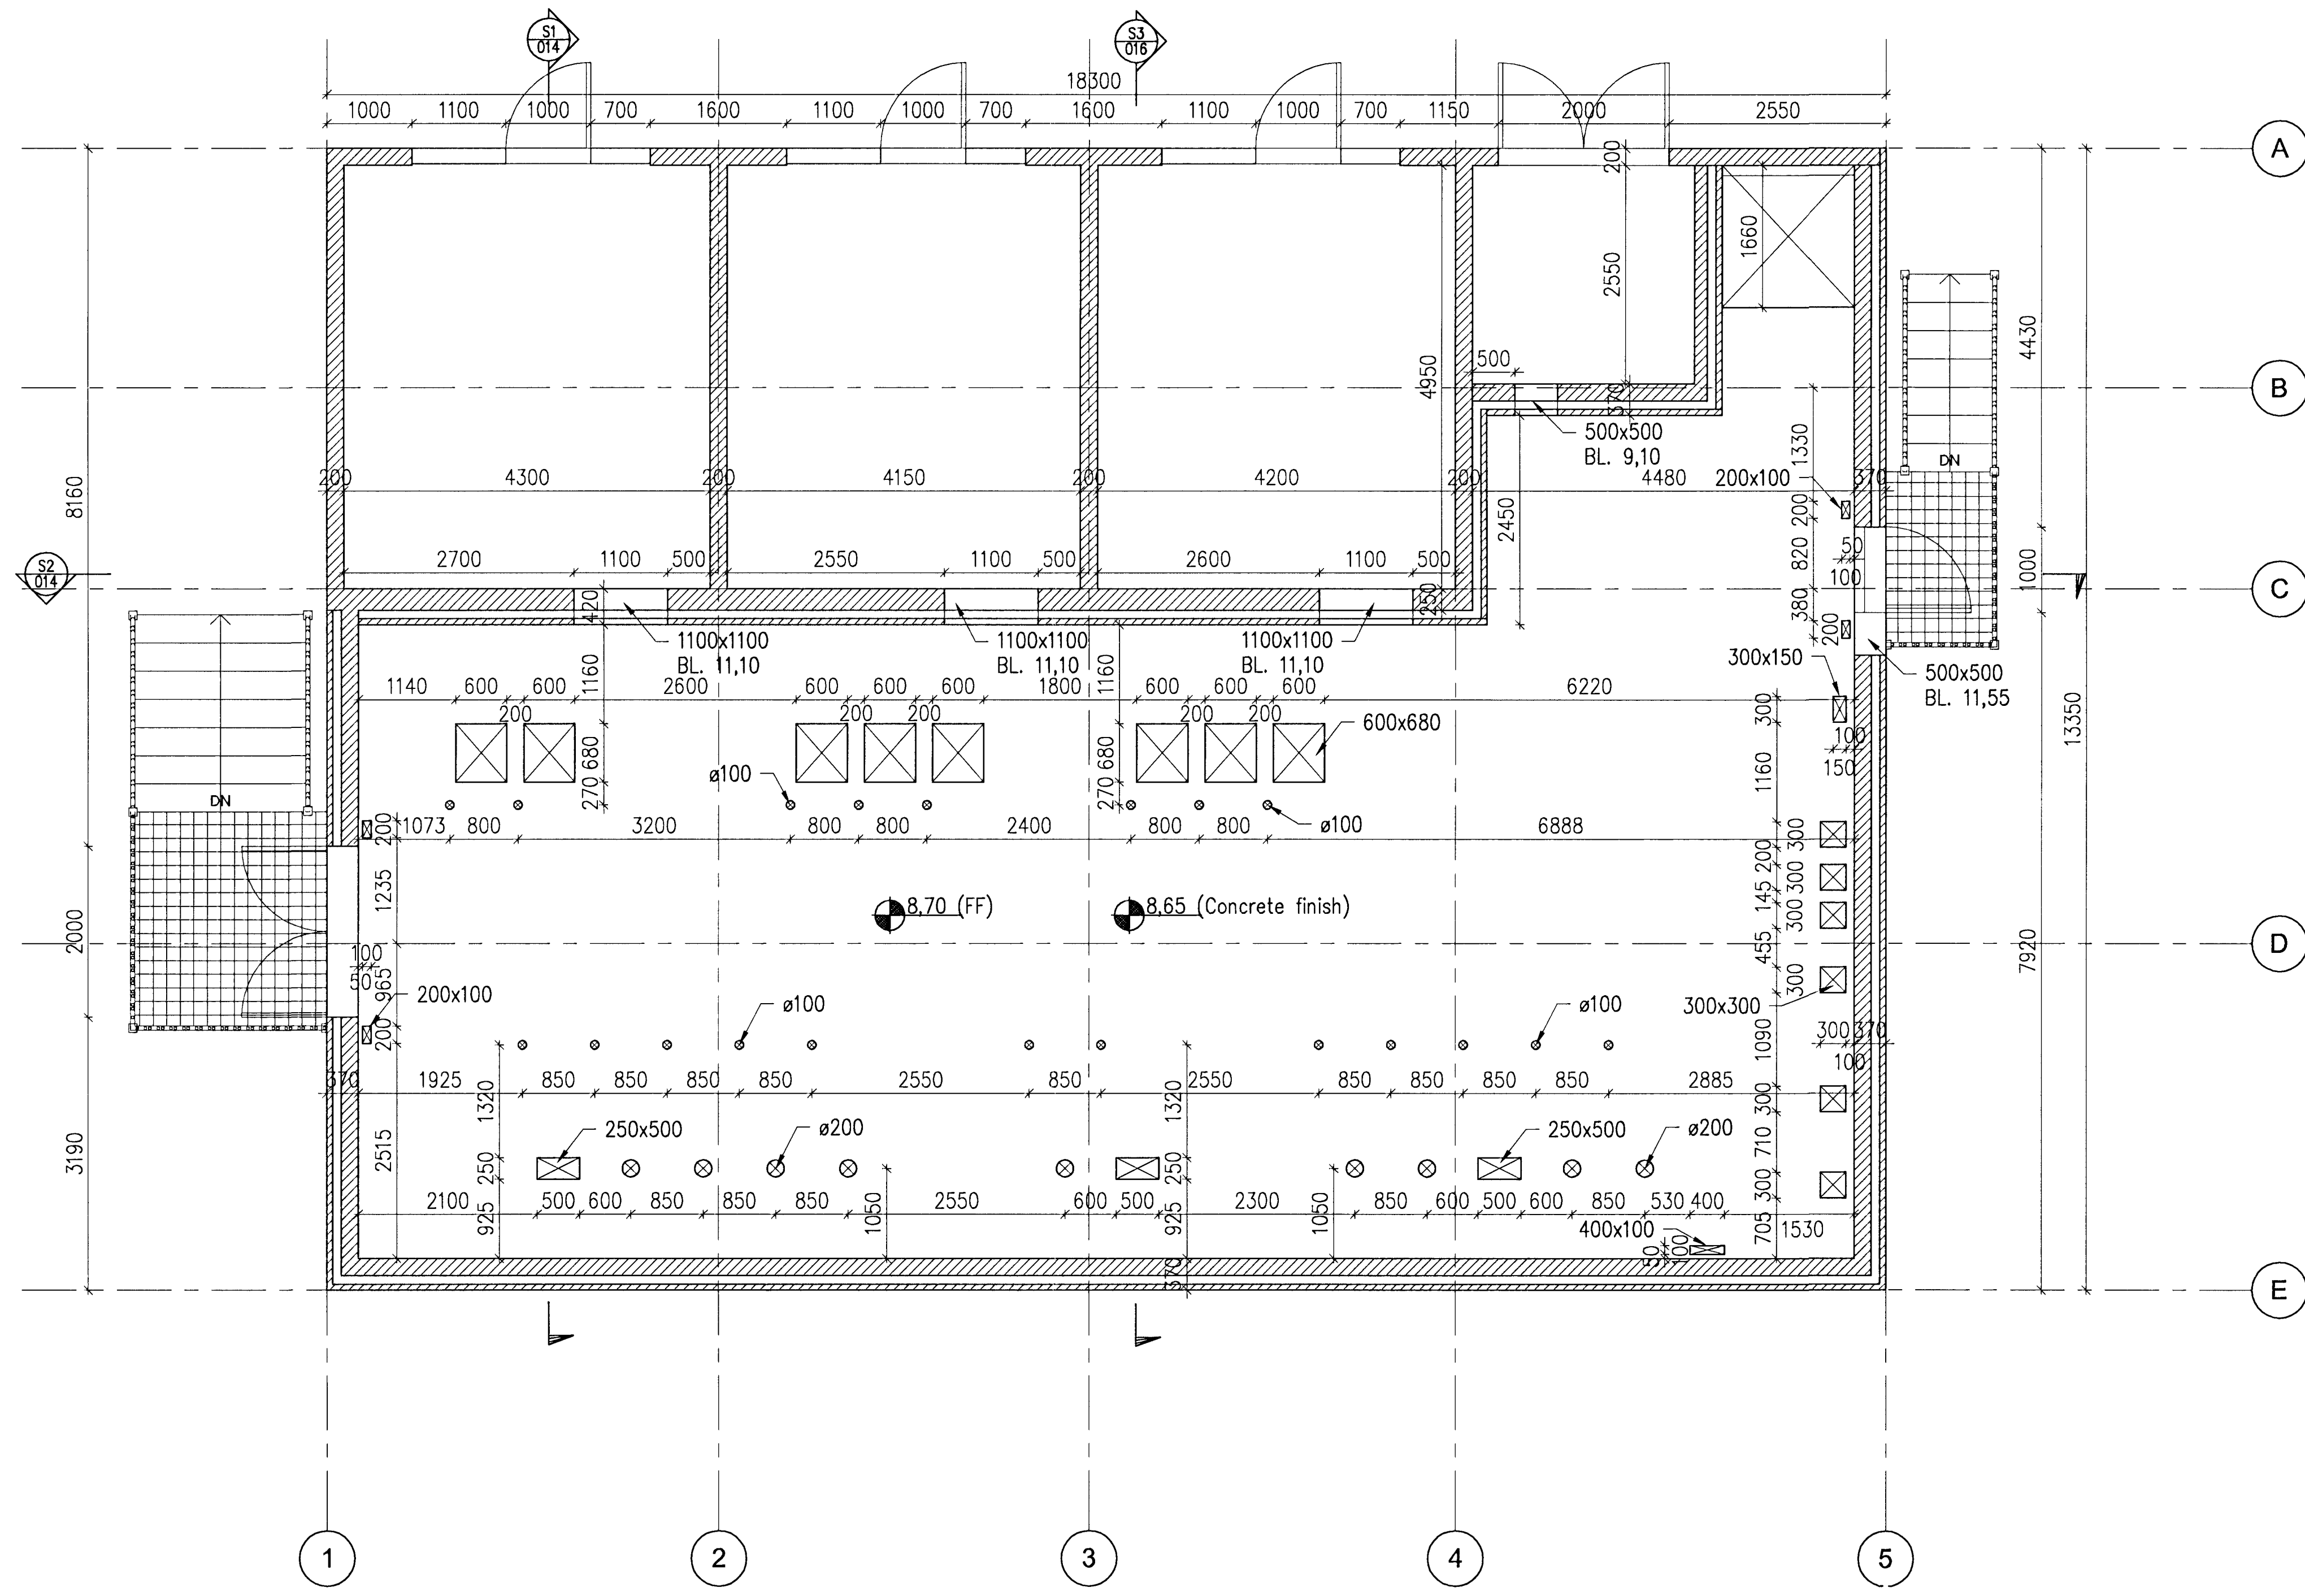 S1
014
S3
016
18300
1000 1100 1000 700 1600 1100 1000 700 1600 1100 1000 700 1150 2000 2550
A
200
1660
2550
4430
4950
500
B
370
500x500
BL. 9,10
1330
200 4300 200 4150 200 4200 200 4480 200x100 370
8160
2450
200
DN
13350
S2
014
2700 1100 500 2550 1100 500 2600 1100 500
820
50
100
1000
C
420
250
380
200
1100x1100
BL. 11,10
1100x1100
BL. 11,10
1100x1100
BL. 11,10
300x150
500x500
BL. 11,55
1140 600 600 1160 2600 600 600 600 1800 1160 600 600 600 6220
200 200 200 200 200
300
600x680
680
680
100
150
1160
ø100
270
270
DN
200 1073 800 3200 800 800 2400 800 800 ø100 6888
300
200
300
145
300
1235
8,70 (FF)
8,65 (Concrete finish)
2000
D
455
7920
100
50
965
200x100
300
300x300
ø100
ø100
200
300 370
100
1090
370 1925 850 850 850 850 2550 850 2550 850 850 850 850 2885
1320
1320
300
250x500
ø200
250x500
ø200
710
3190
2515
250
250
300
2100 500 600 850 850 850 2550 600 500 2300 850 600 500 600 850 530 400
925
1050
925
1050
400x100
705
1530
50
100
370
E
1
2
3
4
5